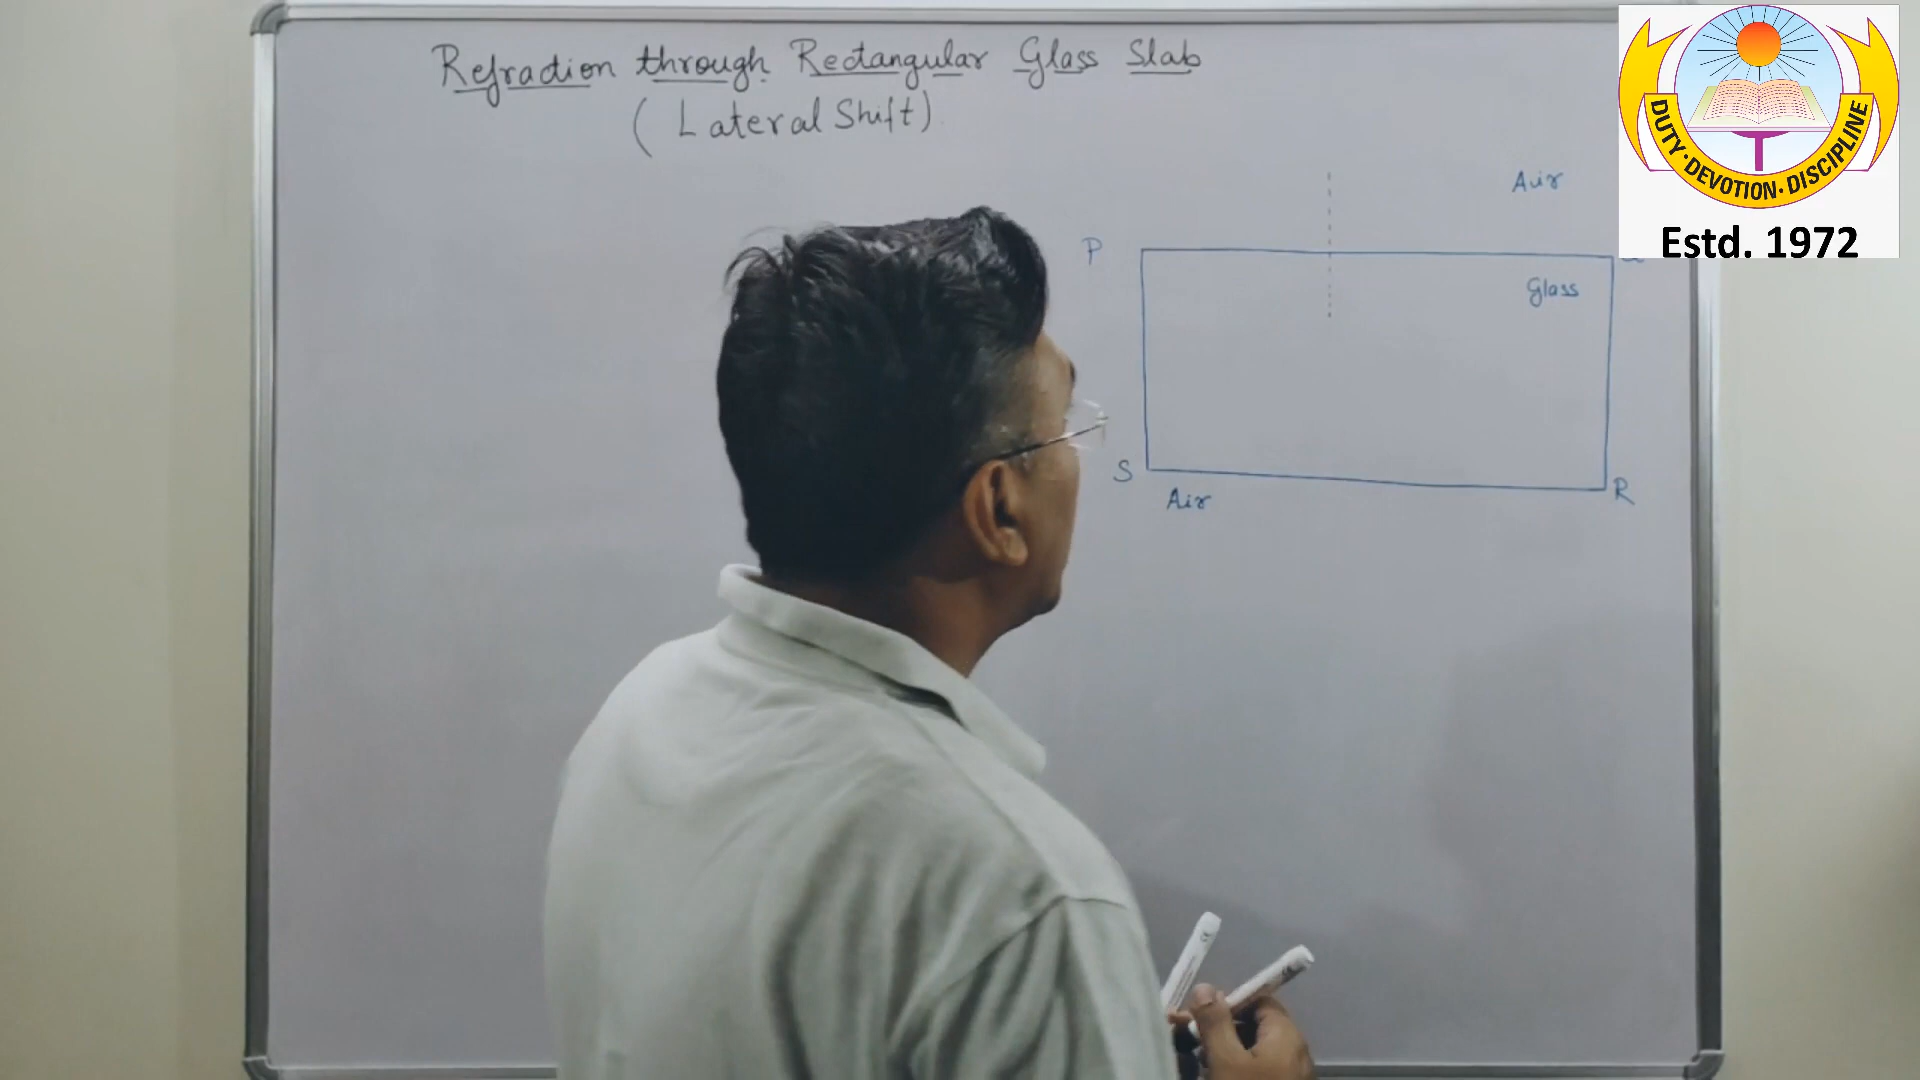 Refraction through Rectangular Glass Slab
(Lateral Shift)
DUTY · DEVOTION · DISCIPLINE
Estd. 1972
Air
P
Glass
S
Air
R